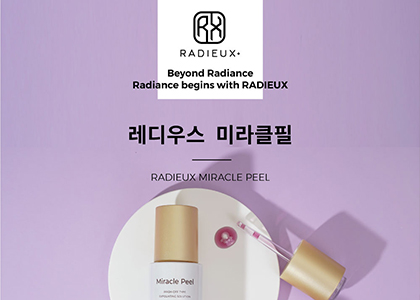 RX
RADIEUX+
Beyond Radiance
Radiance begins with RADIEUX
레디우스 미라클필
RADIEUX MIRACLE PEEL
Miracle Peel